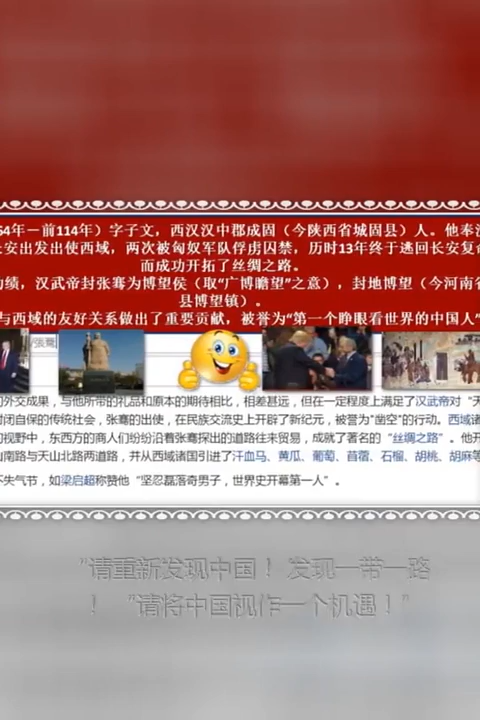 64年－前114年）字子文，西汉汉中郡成固（今陕西省城固县）人。他奉汉
长安出发出使西域，两次被匈奴军队俘虏囚禁，历时13年终于逃回长安复命
而成功开拓了丝绸之路。
功绩，汉武帝封张骞为博望侯（取“广博瞻望”之意），封地博望（今河南省
县博望镇）。
与西域的友好关系做出了重要贡献，被誉为“第一个睁眼看世界的中国人”
/张骞
的外交成果，与他所带的礼品和原本的期待相比，相差甚远，但在一定程度上满足了汉武帝对“天
封闭自保的传统社会，张骞的出使，在民族交流史上开辟了新纪元，被誉为“凿空”的行动。西域诸
的视野中，东西方的商人们纷纷沿着张骞探出的道路往来贸易，成就了著名的“丝绸之路”。他开
山南路与天山北路两道路，并从西域诸国引进了汗血马、黄瓜、葡萄、苜蓿、石榴、胡桃、胡麻等
不失气节，如梁启超称赞他“坚忍磊落奇男子，世界史开幕第一人”。
“请重新发现中国！ 发现一带一路
！ “请将中国视作一个机遇！”